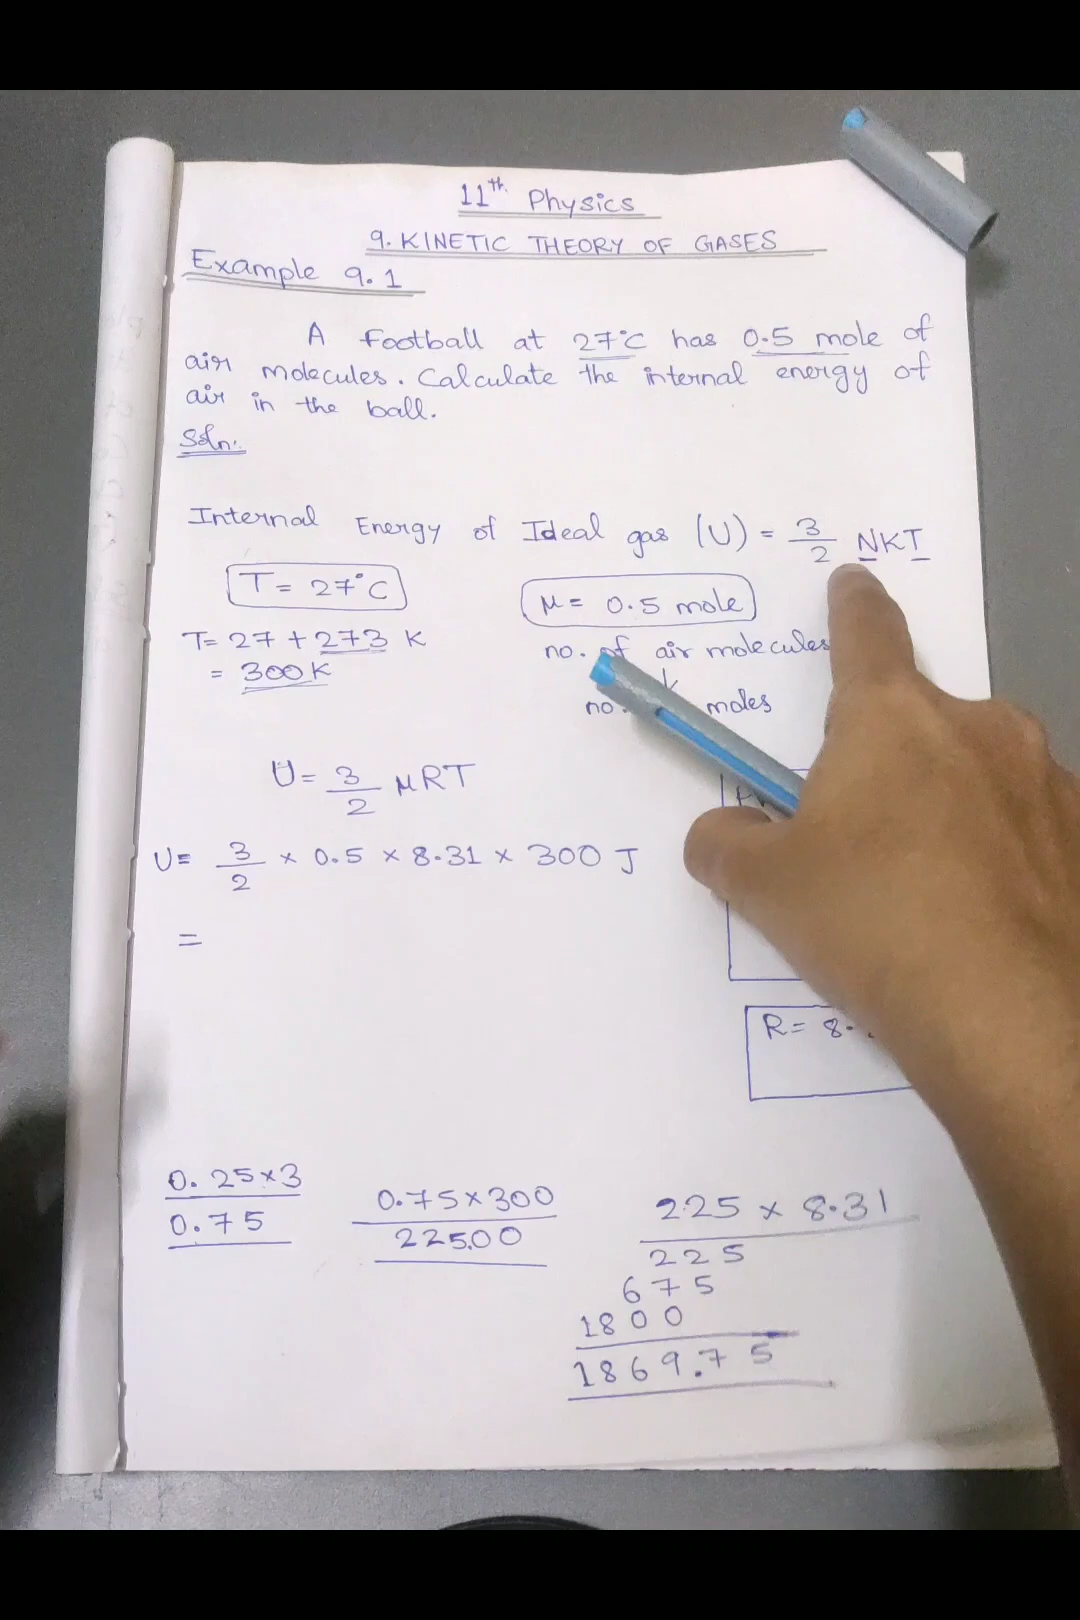 11th Physics
9. KINETIC THEORY OF GASES
Example 9.1
A football at 27°C has 0.5 mole of
air molecules. Calculate the internal energy of
air in the ball.
Soln:
Internal Energy of Ideal gas (U) = 3/2 NKT
T = 27°C
μ = 0.5 mole
T = 27 + 273 K
= 300K
no. of air molecules
↓
no. moles
U = 3/2 μRT
U = 3/2 × 0.5 × 8.31 × 300 J
=
R = 8.
0.25×3
0.75
0.75×300
225.00
225 × 8.31
225
675
1800
1869.75